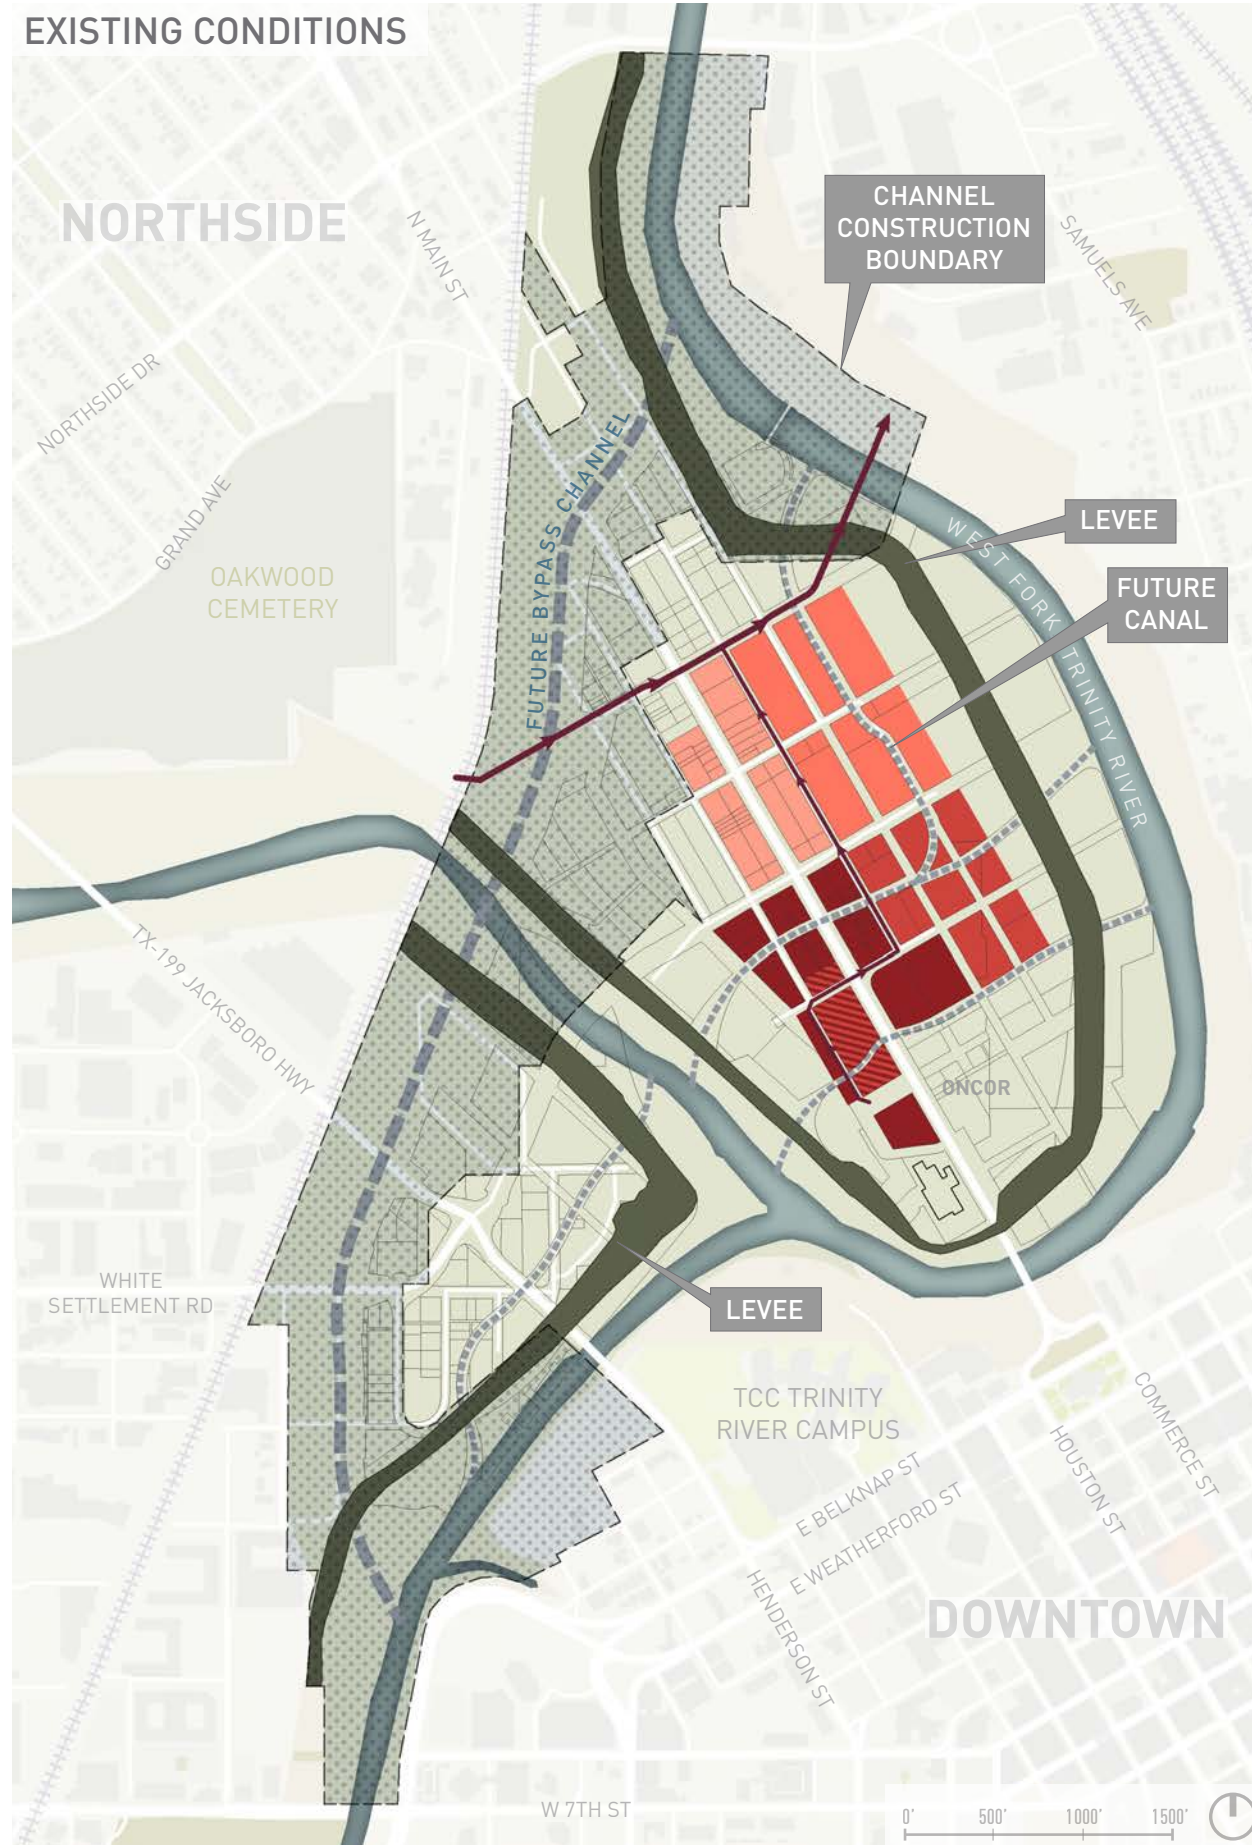 EXISTING CONDITIONS
NORTHSIDE
N MAIN ST
CHANNEL
CONSTRUCTION
BOUNDARY
SAMUELS AVE
NORTHSIDE DR
GRAND AVE
OAKWOOD
CEMETERY
FUTURE BYPASS CHANNEL
LEVEE
WEST FORK TRINITY RIVER
FUTURE
CANAL
TX-199 JACKSBORO HWY
ONCOR
WHITE
SETTLEMENT RD
LEVEE
TCC TRINITY
RIVER CAMPUS
COMMERCE ST
HOUSTON ST
E BELKNAP ST
E WEATHERFORD ST
HENDERSON ST
DOWNTOWN
W 7TH ST
0' 500' 1000' 1500'